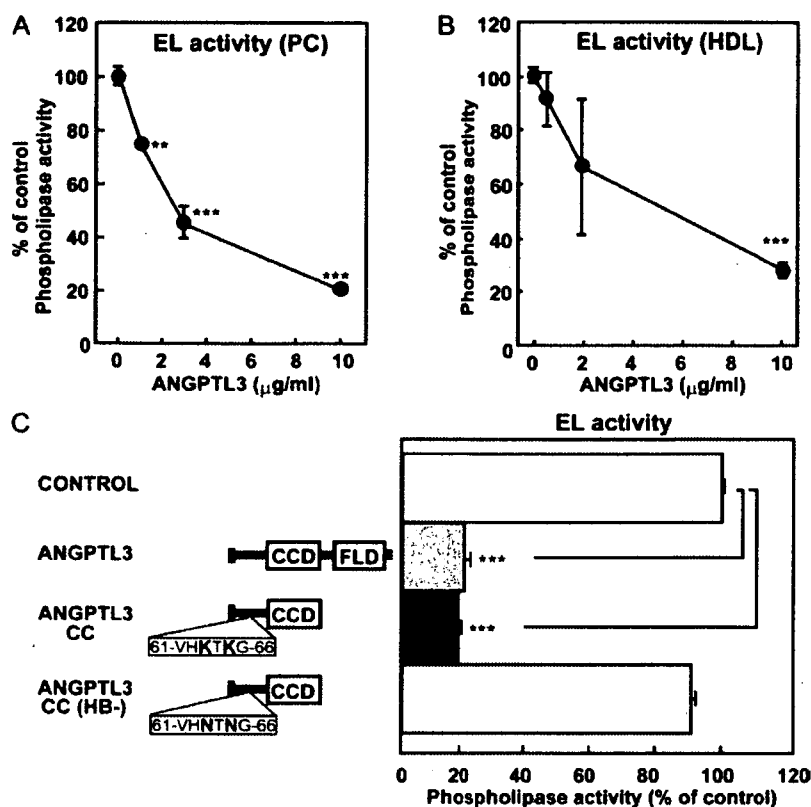 A
EL activity (PC)
% of control
Phospholipase activity
120
100
80
60
40
20
0
**
***
***
0 2 4 6 8 10
ANGPTL3 (μg/ml)
B
EL activity (HDL)
% of control
Phospholipase activity
120
100
80
60
40
20
0
***
0 2 4 6 8 10
ANGPTL3 (μg/ml)
C
EL activity
CONTROL
ANGPTL3
CCD FLD
***
ANGPTL3
CC
CCD
61-VHKTKG-66
***
ANGPTL3
CC (HB-)
CCD
61-VHNTNG-66
0 20 40 60 80 100 120
Phospholipase activity (% of control)